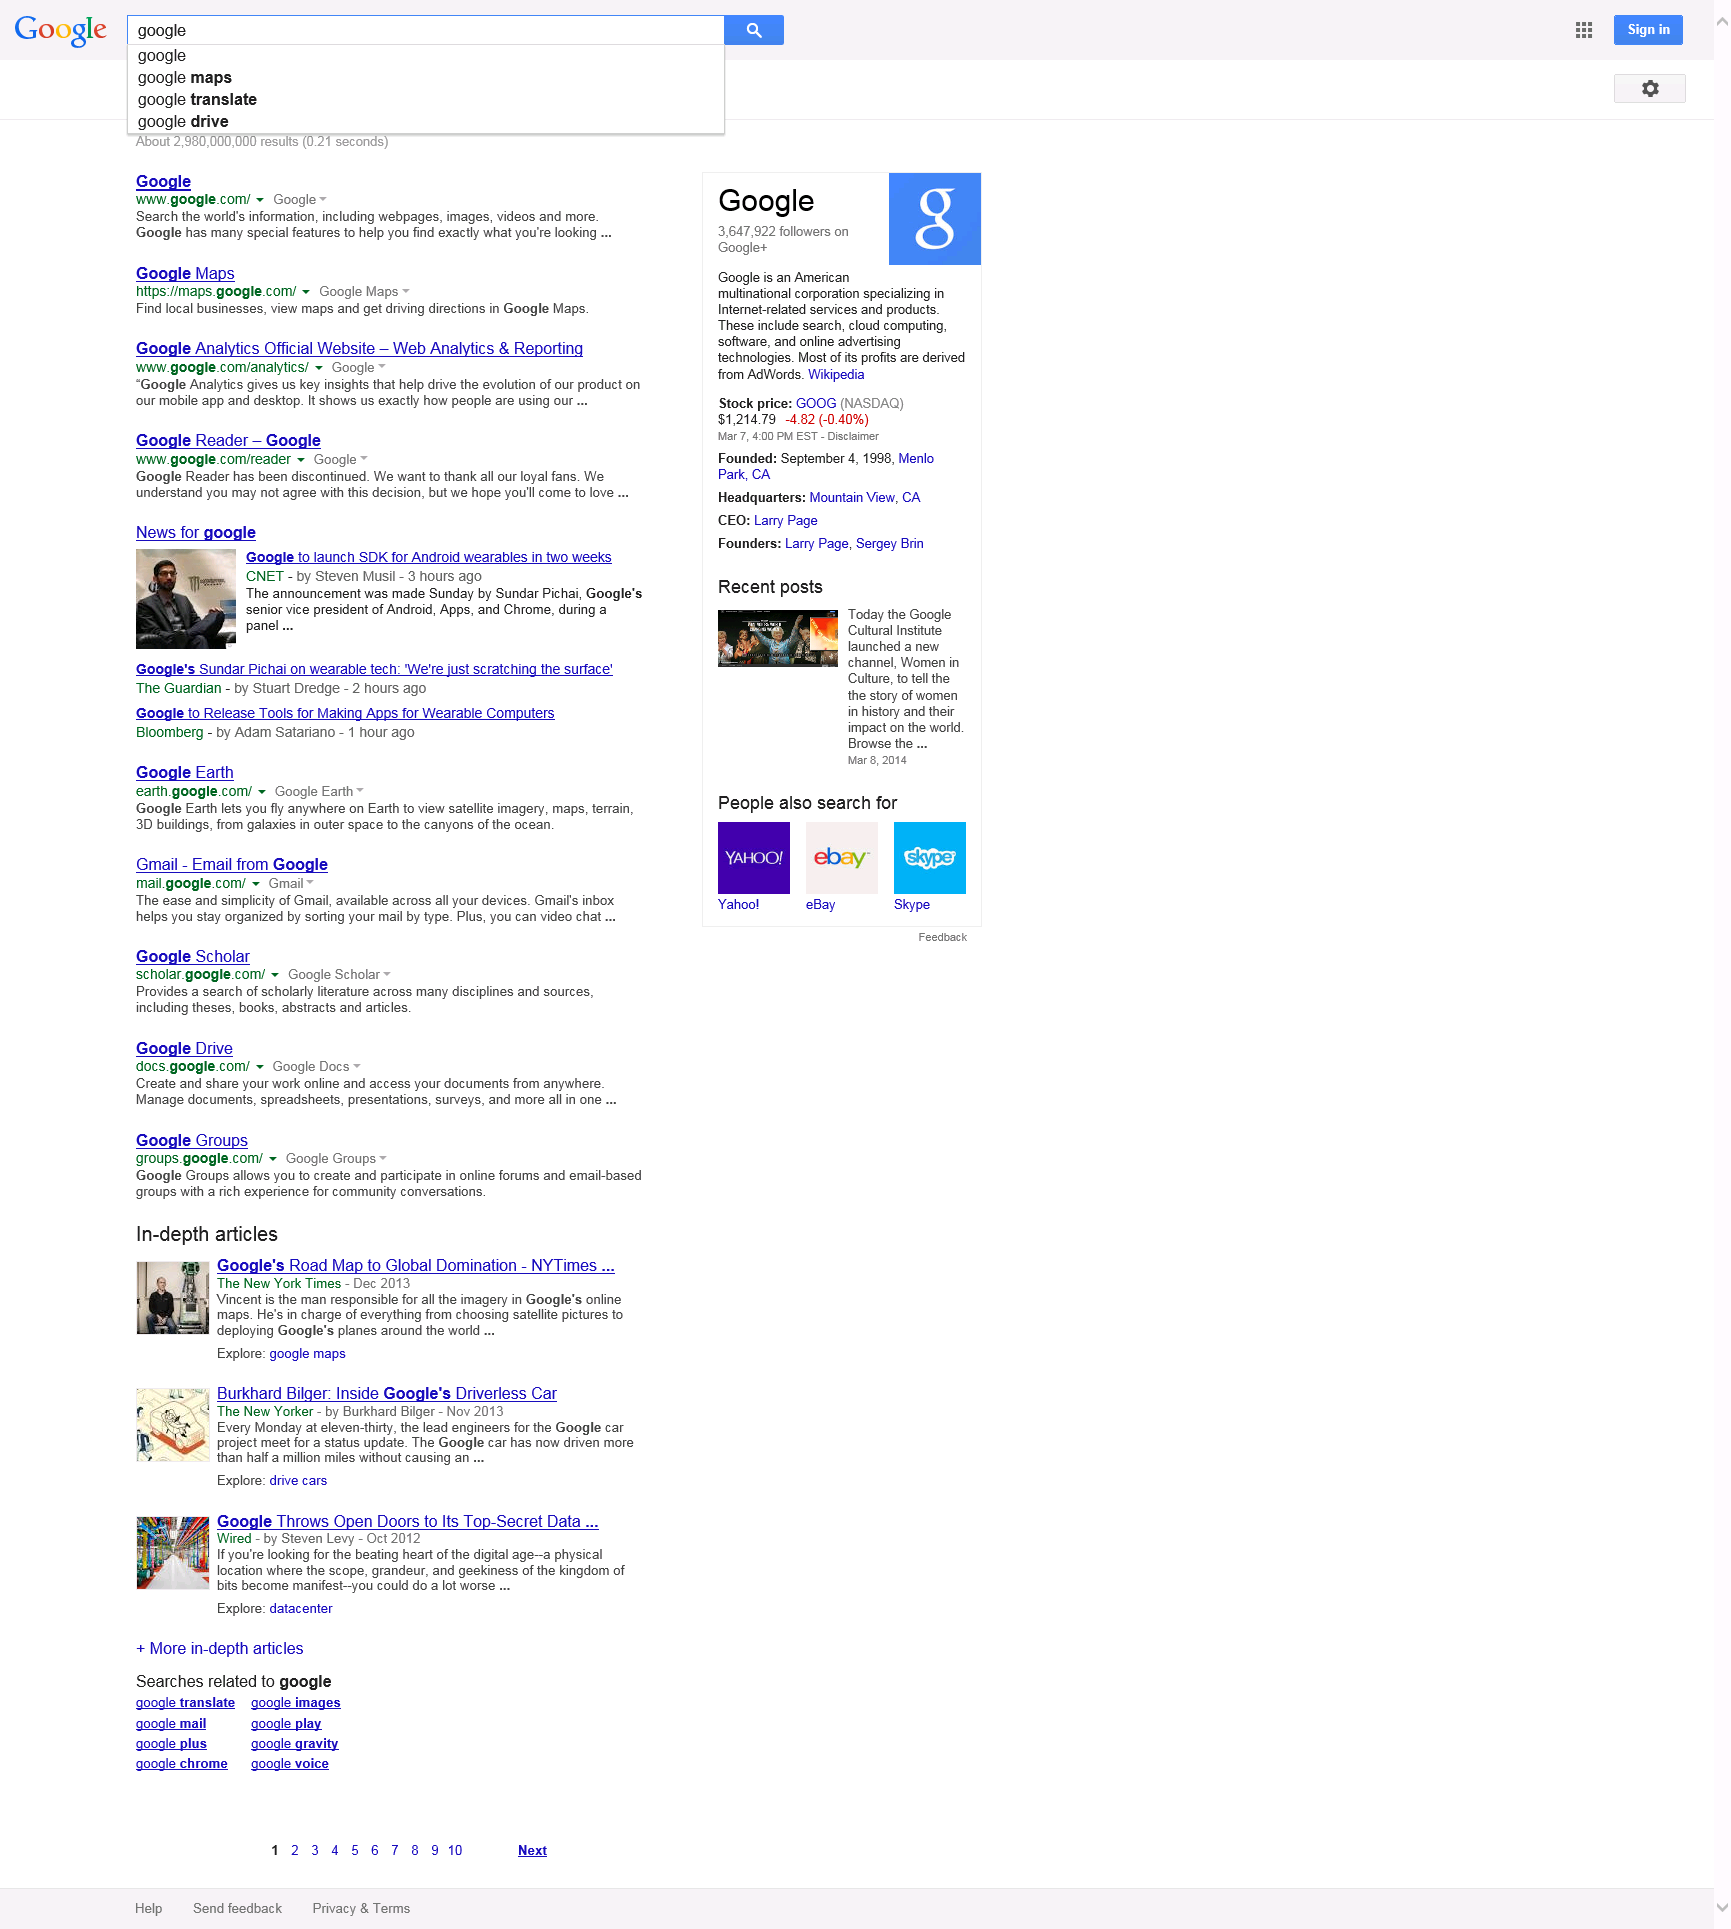 Google
google
Sign in
google
google maps
google translate
google drive
About 2,980,000,000 results (0.21 seconds)
Google
www.google.com/ Google
Search the world's information, including webpages, images, videos and more.
Google has many special features to help you find exactly what you're looking ...
Google Maps
https://maps.google.com/ Google Maps
Find local businesses, view maps and get driving directions in Google Maps.
Google Analytics Official Website – Web Analytics & Reporting
www.google.com/analytics/ Google
“Google Analytics gives us key insights that help drive the evolution of our product on
our mobile app and desktop. It shows us exactly how people are using our ...
Google Reader – Google
www.google.com/reader Google
Google Reader has been discontinued. We want to thank all our loyal fans. We
understand you may not agree with this decision, but we hope you'll come to love ...
News for google
Google to launch SDK for Android wearables in two weeks
CNET - by Steven Musil - 3 hours ago
The announcement was made Sunday by Sundar Pichai, Google's
senior vice president of Android, Apps, and Chrome, during a
panel ...
Google's Sundar Pichai on wearable tech: 'We're just scratching the surface'
The Guardian - by Stuart Dredge - 2 hours ago
Google to Release Tools for Making Apps for Wearable Computers
Bloomberg - by Adam Satariano - 1 hour ago
Google Earth
earth.google.com/ Google Earth
Google Earth lets you fly anywhere on Earth to view satellite imagery, maps, terrain,
3D buildings, from galaxies in outer space to the canyons of the ocean.
Gmail - Email from Google
mail.google.com/ Gmail
The ease and simplicity of Gmail, available across all your devices. Gmail's inbox
helps you stay organized by sorting your mail by type. Plus, you can video chat ...
Google Scholar
scholar.google.com/ Google Scholar
Provides a search of scholarly literature across many disciplines and sources,
including theses, books, abstracts and articles.
Google Drive
docs.google.com/ Google Docs
Create and share your work online and access your documents from anywhere.
Manage documents, spreadsheets, presentations, surveys, and more all in one ...
Google Groups
groups.google.com/ Google Groups
Google Groups allows you to create and participate in online forums and email-based
groups with a rich experience for community conversations.
In-depth articles
Google's Road Map to Global Domination - NYTimes ...
The New York Times - Dec 2013
Vincent is the man responsible for all the imagery in Google's online
maps. He's in charge of everything from choosing satellite pictures to
deploying Google's planes around the world ...
Explore: google maps
Burkhard Bilger: Inside Google's Driverless Car
The New Yorker - by Burkhard Bilger - Nov 2013
Every Monday at eleven-thirty, the lead engineers for the Google car
project meet for a status update. The Google car has now driven more
than half a million miles without causing an ...
Explore: drive cars
Google Throws Open Doors to Its Top-Secret Data ...
Wired - by Steven Levy - Oct 2012
If you're looking for the beating heart of the digital age--a physical
location where the scope, grandeur, and geekiness of the kingdom of
bits become manifest--you could do a lot worse ...
Explore: datacenter
+ More in-depth articles
Searches related to google
google translate google images
google mail google play
google plus google gravity
google chrome google voice
1 2 3 4 5 6 7 8 9 10 Next
Google
g
3,647,922 followers on
Google+
Google is an American
multinational corporation specializing in
Internet-related services and products.
These include search, cloud computing,
software, and online advertising
technologies. Most of its profits are derived
from AdWords. Wikipedia
Stock price: GOOG (NASDAQ)
$1,214.79 -4.82 (-0.40%)
Mar 7, 4:00 PM EST - Disclaimer
Founded: September 4, 1998, Menlo
Park, CA
Headquarters: Mountain View, CA
CEO: Larry Page
Founders: Larry Page, Sergey Brin
Recent posts
Today the Google
Cultural Institute
launched a new
channel, Women in
Culture, to tell the
the story of women
in history and their
impact on the world.
Browse the ...
Mar 8, 2014
People also search for
YAHOO! ebay skype
Yahoo! eBay Skype
Feedback
Help Send feedback Privacy & Terms